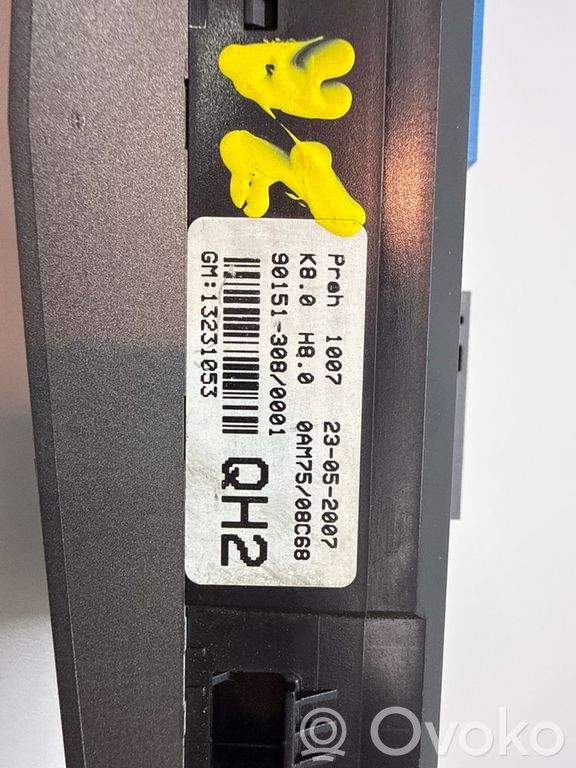 Preh 1007 23-05-2007
K8.0 H8.0 0AM75/08C68
90151-308/0001
QH2
GM:13231053
Ovoko